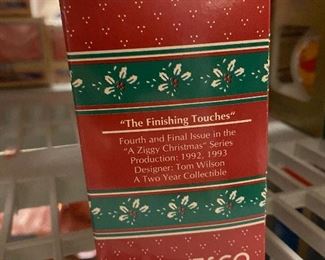 "The Finishing Touches"
Fourth and Final Issue in the
"A Ziggy Christmas" Series
Production: 1992, 1993
Designer: Tom Wilson
A Two Year Collectible